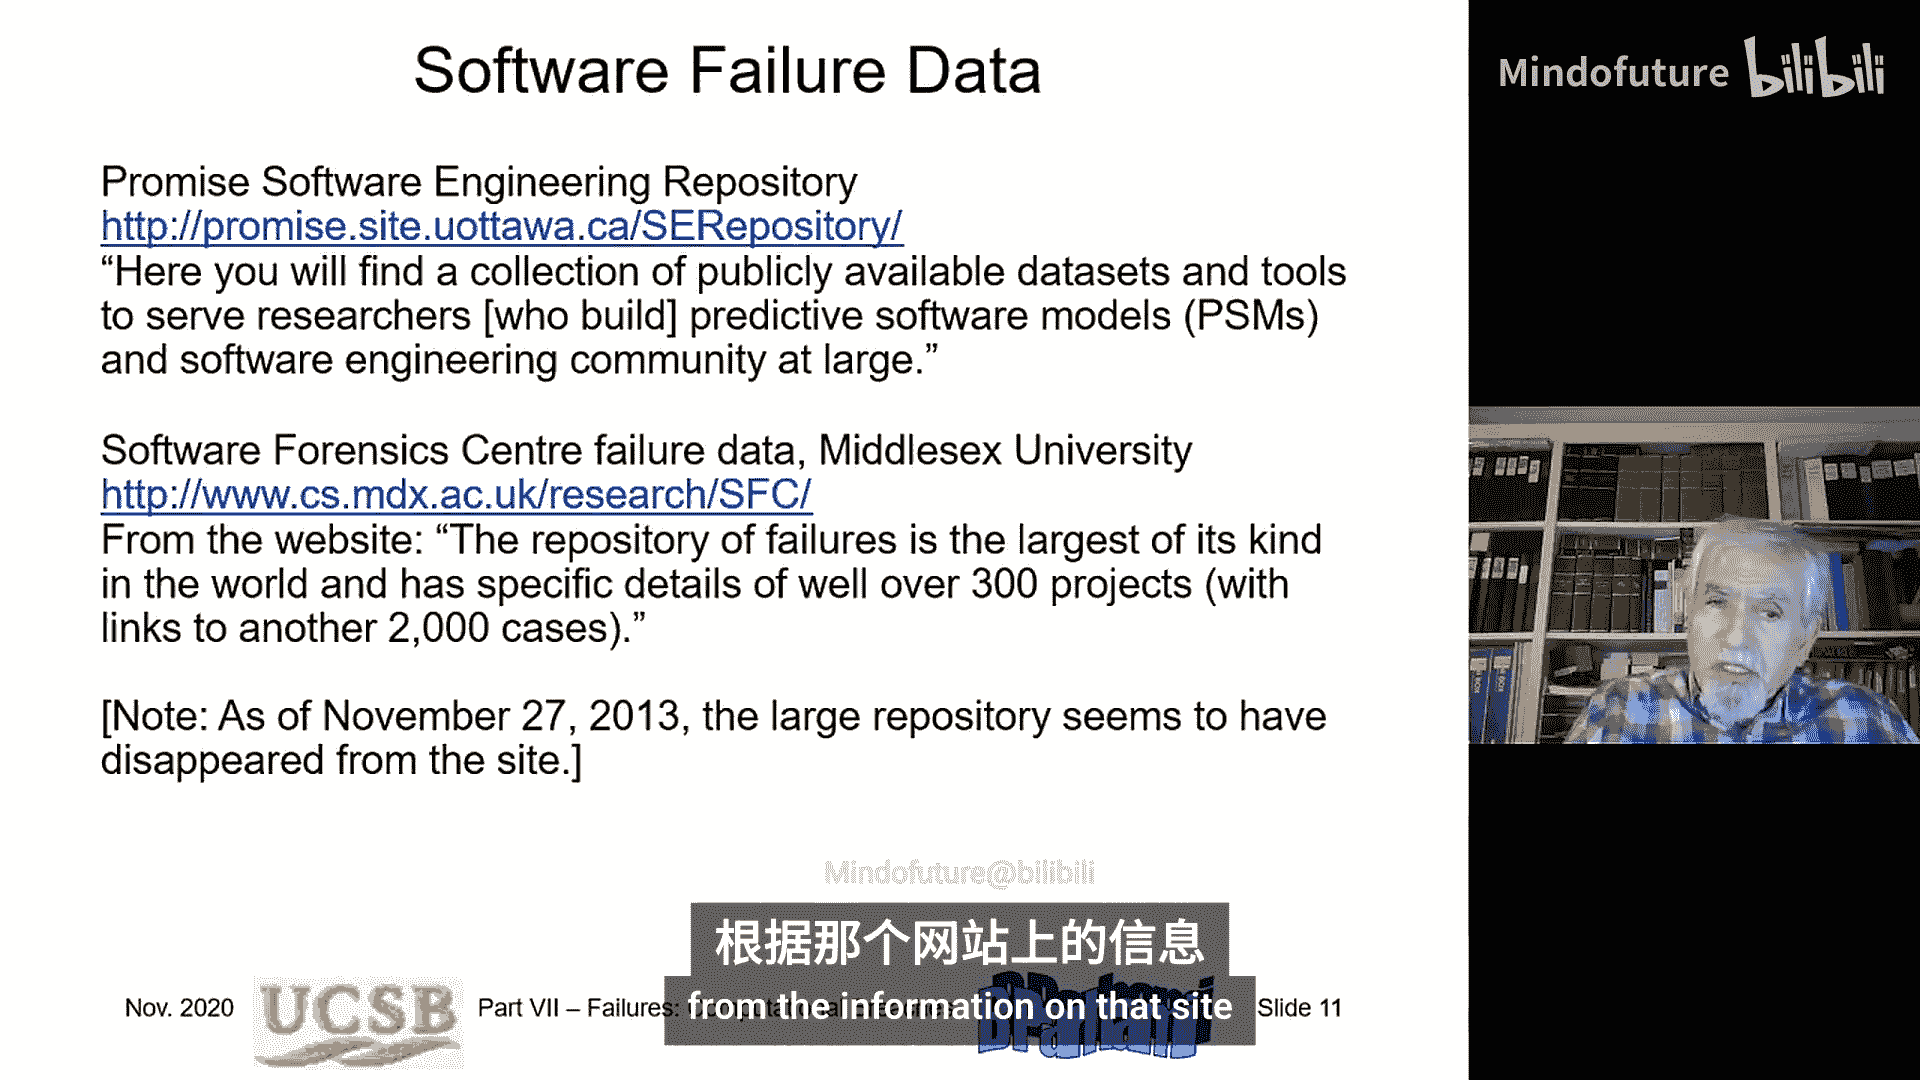 Software Failure Data
Mindofuture bilibili
Promise Software Engineering Repository
http://promise.site.uottawa.ca/SERepository/
“Here you will find a collection of publicly available datasets and tools
to serve researchers [who build] predictive software models (PSMs)
and software engineering community at large.”
Software Forensics Centre failure data, Middlesex University
http://www.cs.mdx.ac.uk/research/SFC/
From the website: “The repository of failures is the largest of its kind
in the world and has specific details of well over 300 projects (with
links to another 2,000 cases).”
[Note: As of November 27, 2013, the large repository seems to have
disappeared from the site.]
Mindofuture@bilibili
根据那个网站上的信息
from the information on that site
Nov. 2020
UCSB
Part VII – Failures:
B. Parhami
Slide 11